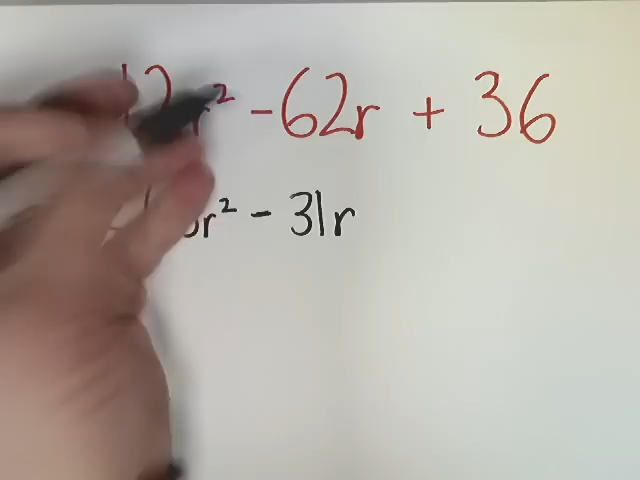 12r² - 62r + 36
r² - 31r